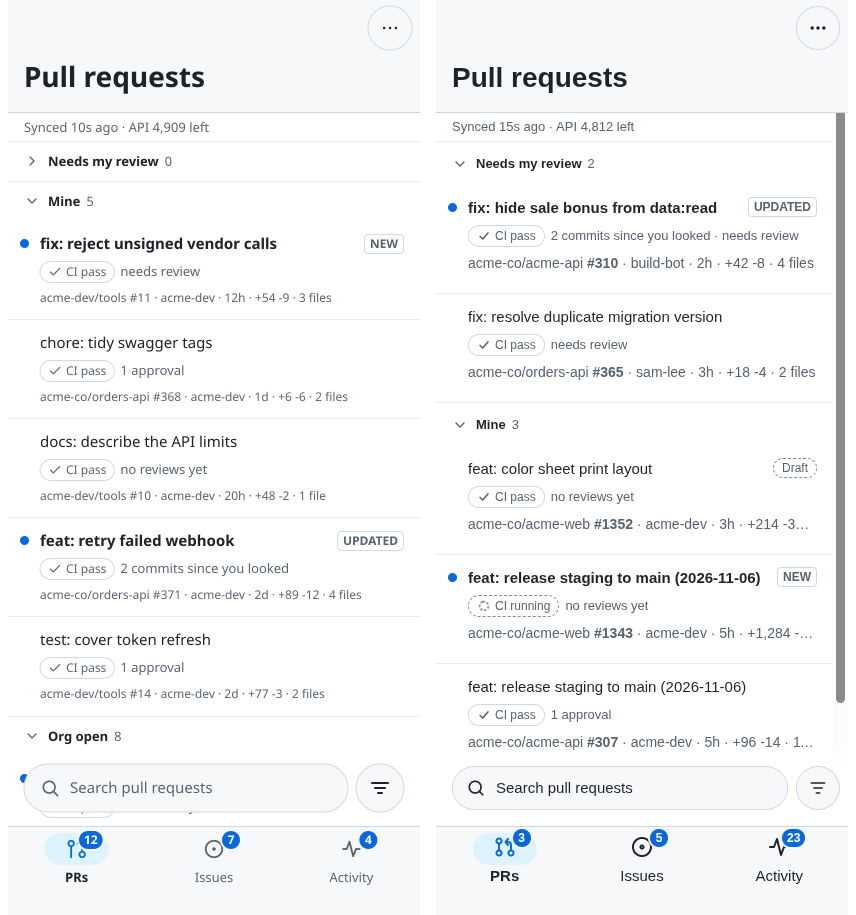 Pull requests
Synced 10s ago · API 4,909 left
Needs my review 0
Mine 5
fix: reject unsigned vendor calls NEW
CI pass needs review
acme-dev/tools #11 · acme-dev · 12h · +54 -9 · 3 files
chore: tidy swagger tags
CI pass 1 approval
acme-co/orders-api #368 · acme-dev · 1d · +6 -6 · 2 files
docs: describe the API limits
CI pass no reviews yet
acme-dev/tools #10 · acme-dev · 20h · +48 -2 · 1 file
feat: retry failed webhook UPDATED
CI pass 2 commits since you looked
acme-co/orders-api #371 · acme-dev · 2d · +89 -12 · 4 files
test: cover token refresh
CI pass 1 approval
acme-dev/tools #14 · acme-dev · 2d · +77 -3 · 2 files
Org open 8
Search pull requests
12 7 4
PRs Issues Activity
Pull requests
Synced 15s ago · API 4,812 left
Needs my review 2
fix: hide sale bonus from data:read UPDATED
CI pass 2 commits since you looked · needs review
acme-co/acme-api #310 · build-bot · 2h · +42 -8 · 4 files
fix: resolve duplicate migration version
CI pass needs review
acme-co/orders-api #365 · sam-lee · 3h · +18 -4 · 2 files
Mine 3
feat: color sheet print layout Draft
CI pass no reviews yet
acme-co/acme-web #1352 · acme-dev · 3h · +214 -3…
feat: release staging to main (2026-11-06) NEW
CI running no reviews yet
acme-co/acme-web #1343 · acme-dev · 5h · +1,284 -…
feat: release staging to main (2026-11-06)
CI pass 1 approval
acme-co/acme-api #307 · acme-dev · 5h · +96 -14 · 1…
Search pull requests
3 5 23
PRs Issues Activity